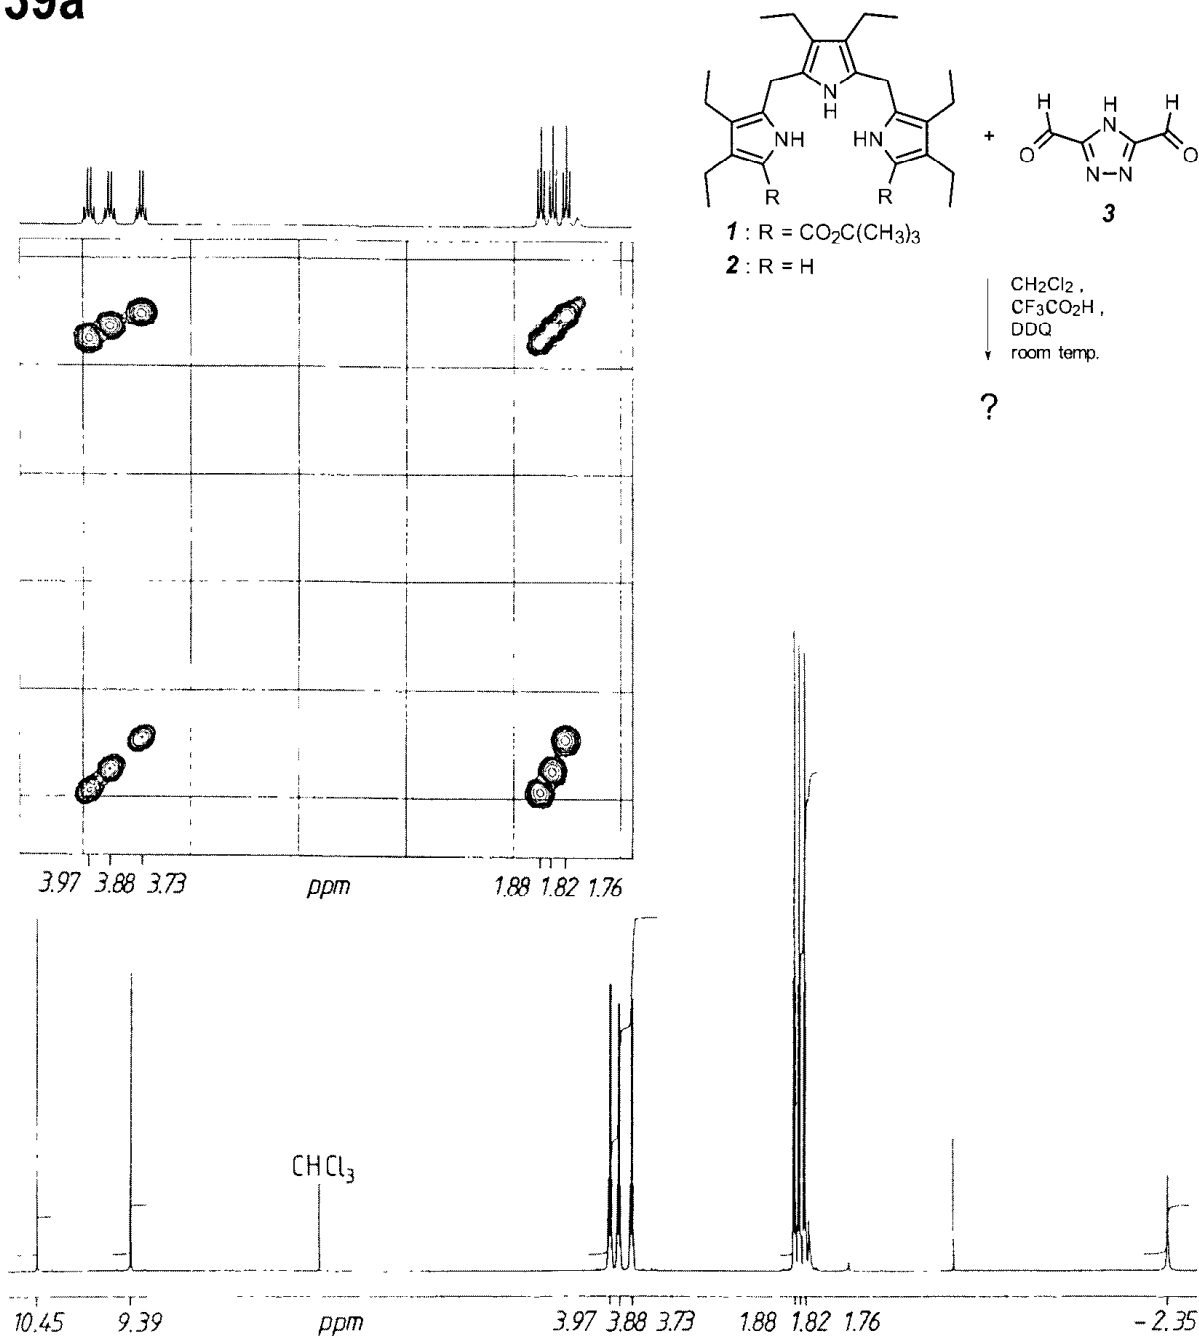 39a
N
H
NH
HN
R
R
1 : R = CO₂C(CH₃)₃
2 : R = H
+
H
H
H
N
O
O
N
N
3
CH₂Cl₂ ,
CF₃CO₂H ,
DDQ
room temp.
?
3.97 3.88 3.73 ppm 1.88 1.82 1.76
CHCl₃
10.45 9.39 ppm 3.97 3.88 3.73 1.88 1.82 1.76 -2.35